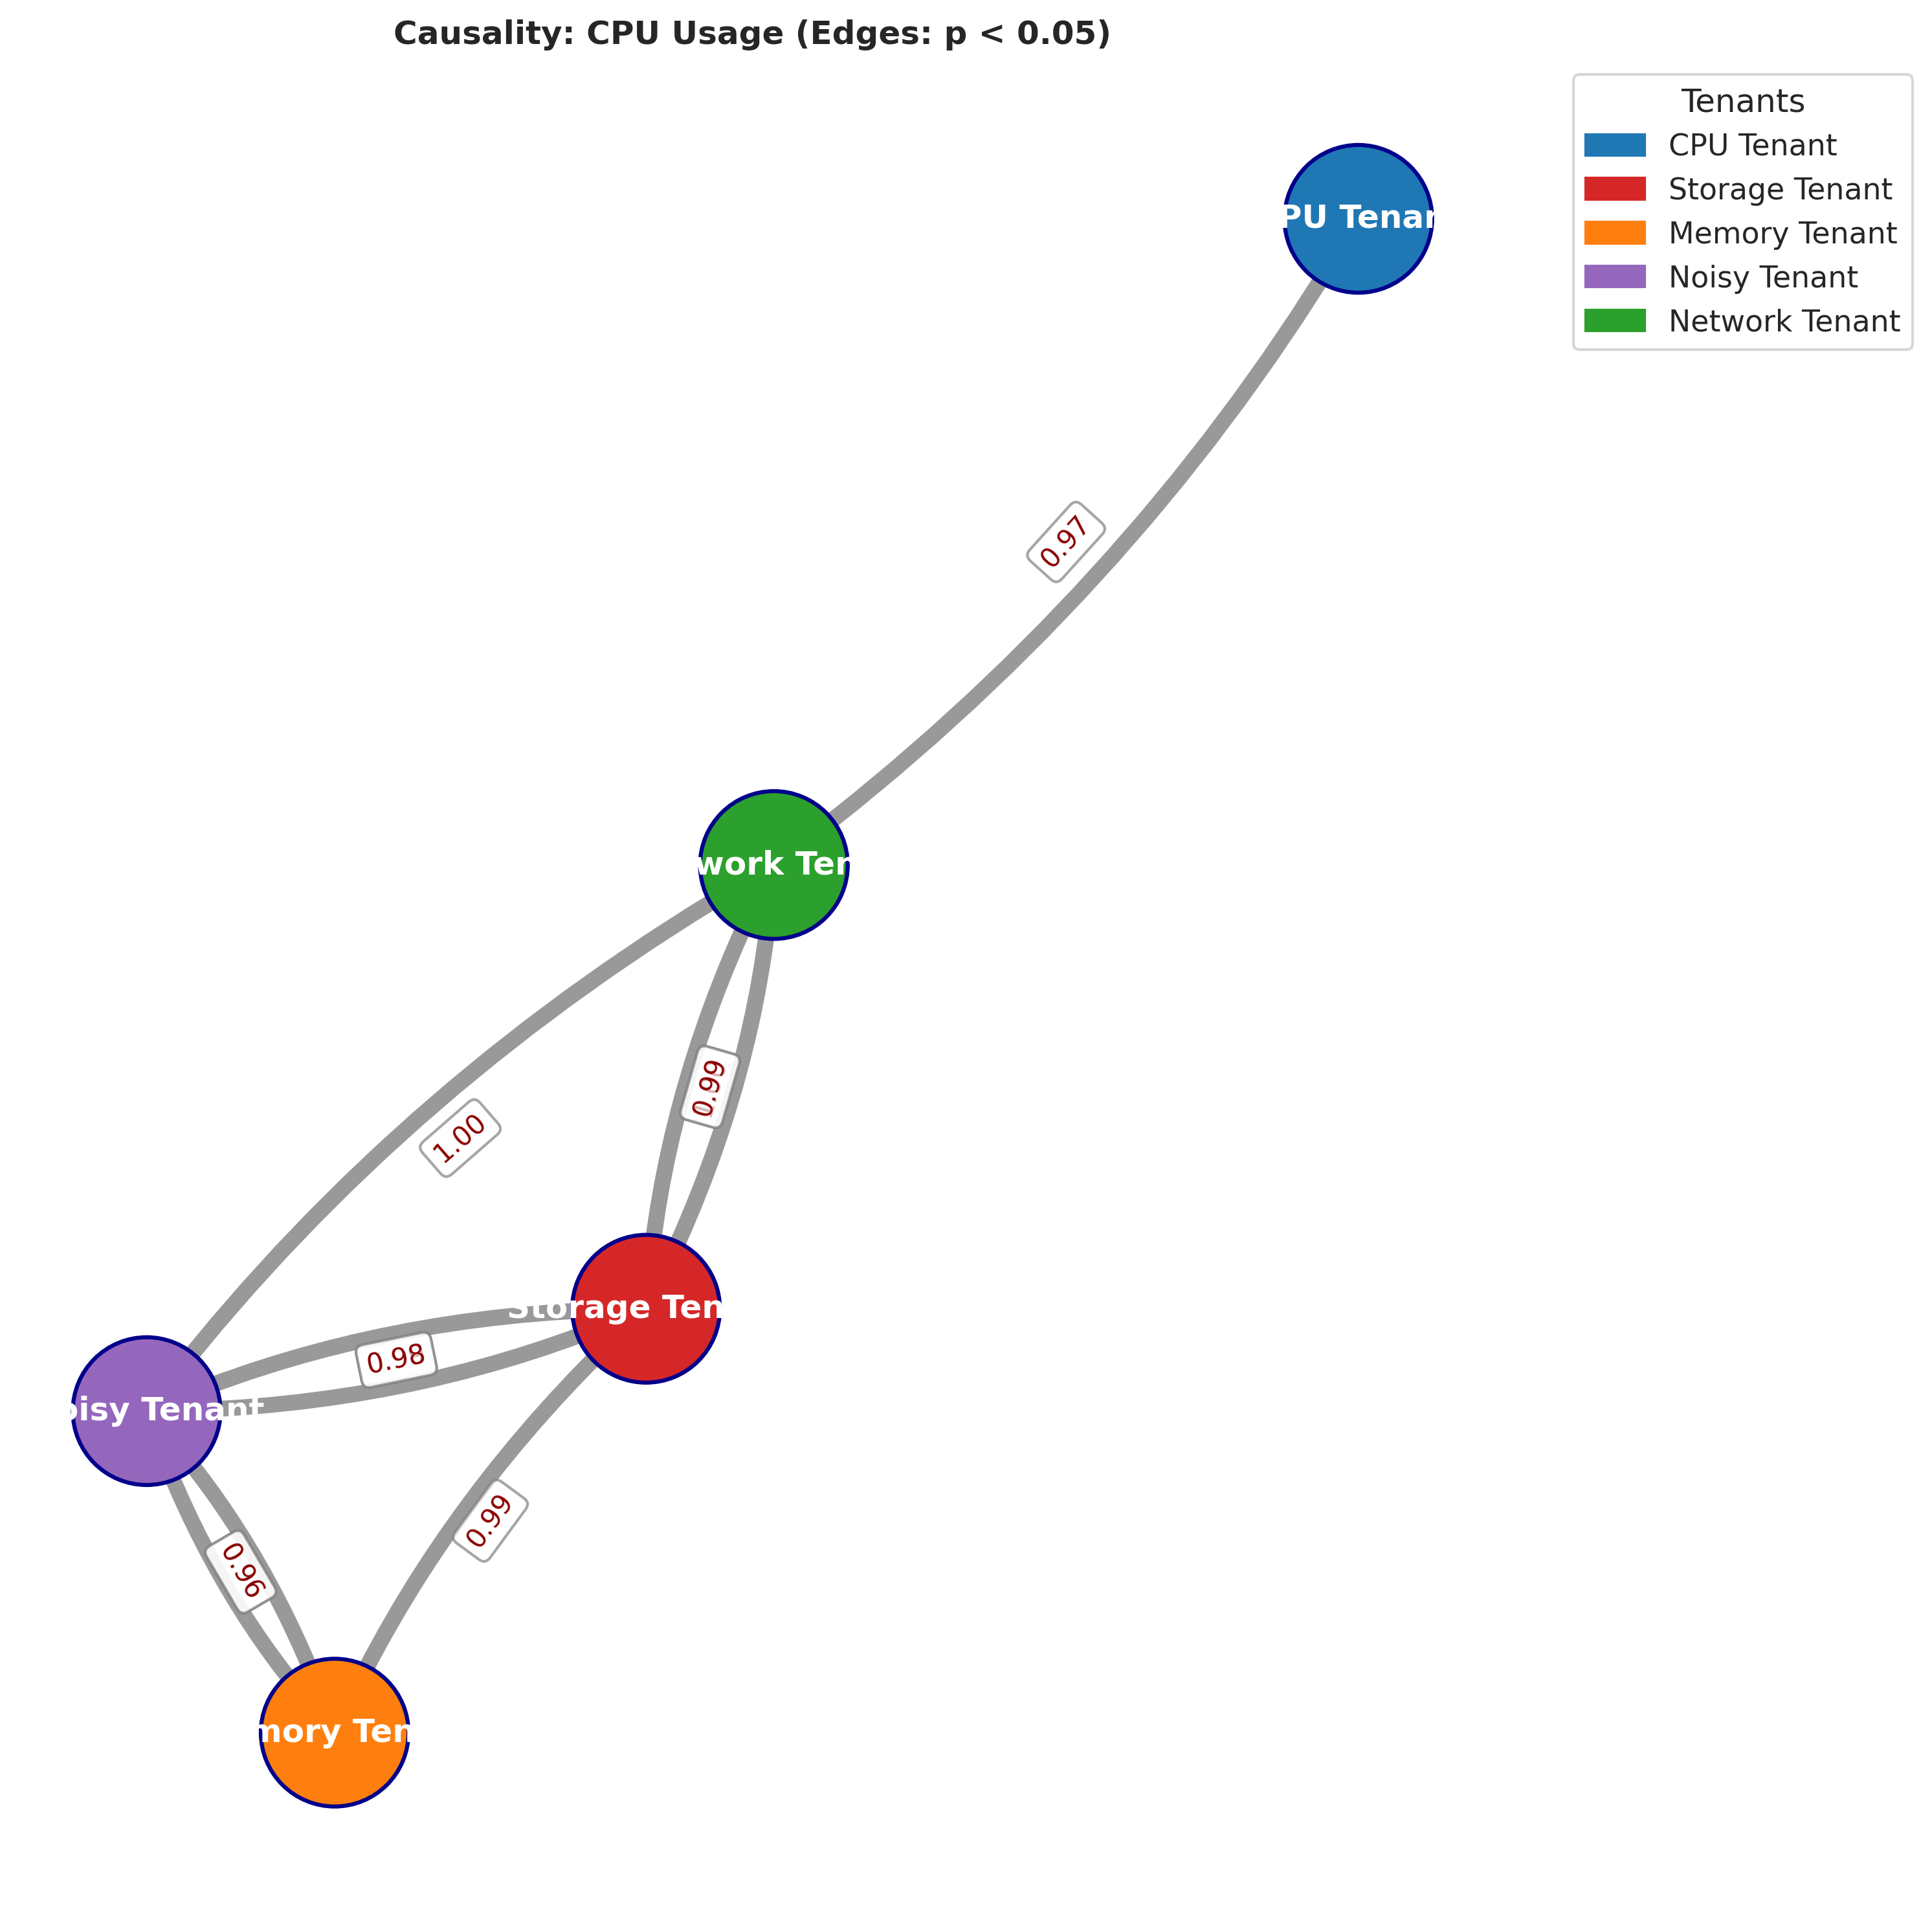 Causality: CPU Usage (Edges: p < 0.05)
Tenants
CPU Tenant
Storage Tenant
Memory Tenant
Noisy Tenant
Network Tenant
PU Tenan
0.97
work Ten
0.99
1.00
Storage Ten
0.98
oisy Tenant
0.99
0.96
mory Ten